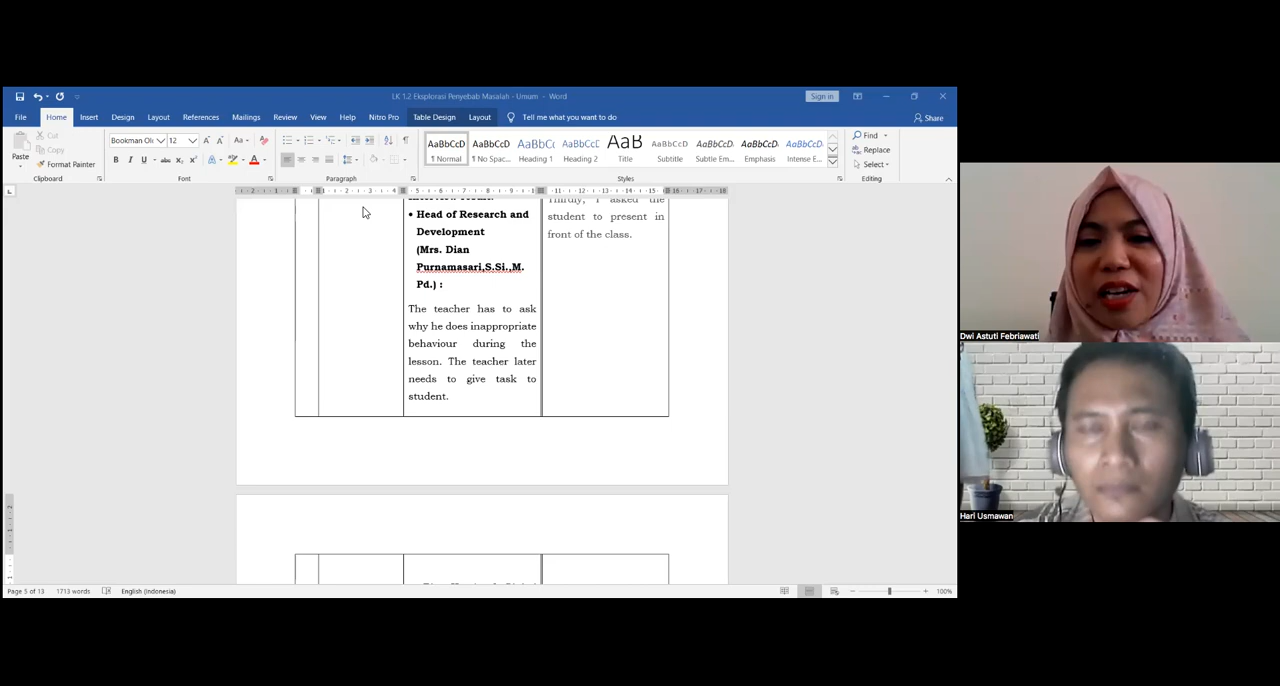 LK 1.2 Eksplorasi Penyebab Masalah - Umum - Word
Sign in
File Home Insert Design Layout References Mailings Review View Help Nitro Pro Table Design Layout Tell me what you want to do
Share
Paste
Cut
Copy
Format Painter
Clipboard
Bookman Ol
12
Font
Paragraph
AaBbCcD
¶ Normal
AaBbCcD
¶ No Spac...
AaBbC
Heading 1
AaBbCc
Heading 2
AaB
Title
AaBbCcD
Subtitle
AaBbCcD
Subtle Em...
AaBbCcD
Emphasis
AaBbCcD
Intense E...
Styles
Find
Replace
Select
Editing
• Head of Research and
Development
(Mrs. Dian
Purnamasari,S.Si.,M.
Pd.) :
The teacher has to ask
why he does inappropriate
behaviour during the
lesson. The teacher later
needs to give task to
student.
Thirdly, I asked the
student to present in
front of the class.
Dwi Astuti Febriawati
Hari Usmawan
Page 5 of 13 1713 words English (Indonesia)
100%